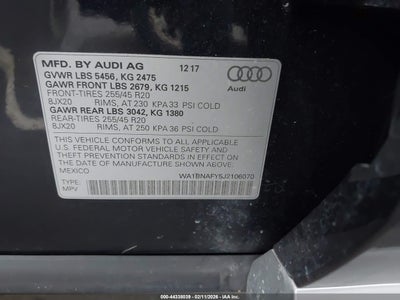 MFD. BY AUDI AG 12 17
GVWR LBS 5456, KG 2475
GAWR FRONT LBS 2679, KG 1215
FRONT-TIRES 255/45 R20
8JX20 RIMS, AT 230 KPA 33 PSI COLD
GAWR REAR LBS 3042, KG 1380
REAR-TIRES 255/45 R20
8JX20 RIMS, AT 250 KPA 36 PSI COLD
Audi
THIS VEHICLE CONFORMS TO ALL APPLICABLE
U.S. FEDERAL MOTOR VEHICLE SAFETY
STANDARDS IN EFFECT ON THE DATE OF
MANUFACTURE SHOWN ABOVE.
MEXICO
TYPE: WA1BNAFY5J2106070
MPV
000-44338039 - 02/11/2026 - IAA Inc.